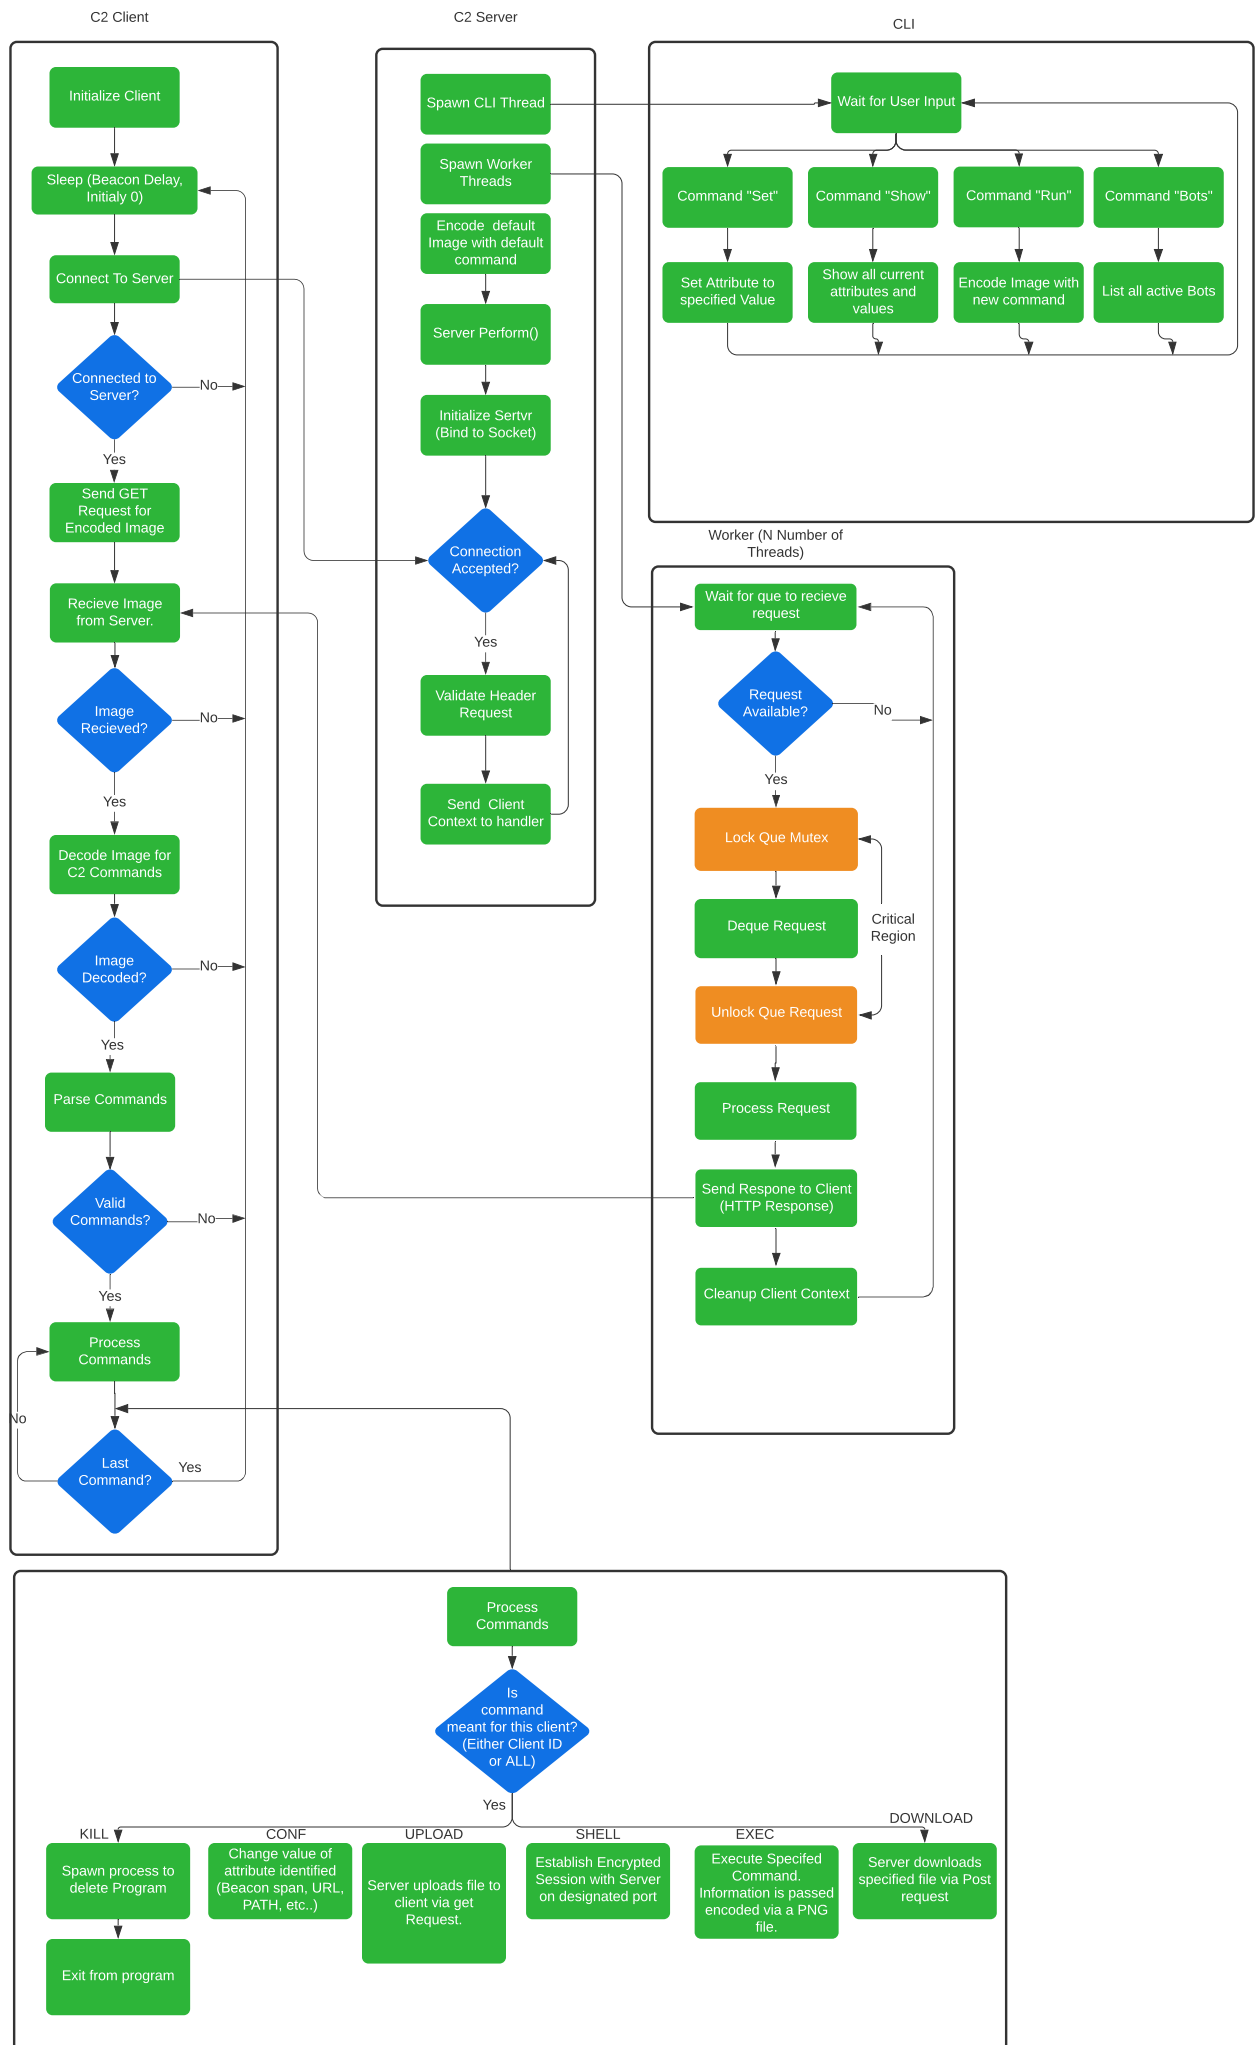 C2 Client
Initialize Client
Sleep (Beacon Delay,
Initialy 0)
Connect To Server
Connected to
Server?
No
Yes
Send GET
Request for
Encoded Image
Recieve Image
from Server.
Image
Recieved?
No
Yes
Decode Image for
C2 Commands
Image
Decoded?
No
Yes
Parse Commands
Valid
Commands?
No
Yes
Process
Commands
No
Last
Command?
Yes
C2 Server
Spawn CLI Thread
Spawn Worker
Threads
Encode  default
Image with default
command
Server Perform()
Initialize Sertvr
(Bind to Socket)
Connection
Accepted?
Yes
Validate Header
Request
Send  Client
Context to handler
CLI
Wait for User Input
Command "Set"
Command "Show"
Command "Run"
Command "Bots"
Set Attribute to
specified Value
Show all current
attributes and
values
Encode Image with
new command
List all active Bots
Worker (N Number of
Threads)
Wait for que to recieve
request
Request
Available?
No
Yes
Lock Que Mutex
Deque Request
Critical
Region
Unlock Que Request
Process Request
Send Respone to Client
(HTTP Response)
Cleanup Client Context
Process
Commands
Is
command
meant for this client?
(Either Client ID
or ALL)
Yes
KILL
Spawn process to
delete Program
Exit from program
CONF
Change value of
attribute identified
(Beacon span, URL,
PATH, etc..)
UPLOAD
Server uploads file to
client via get
Request.
SHELL
Establish Encrypted
Session with Server
on designated port
EXEC
Execute Specifed
Command.
Information is passed
encoded via a PNG
file.
DOWNLOAD
Server downloads
specified file via Post
request